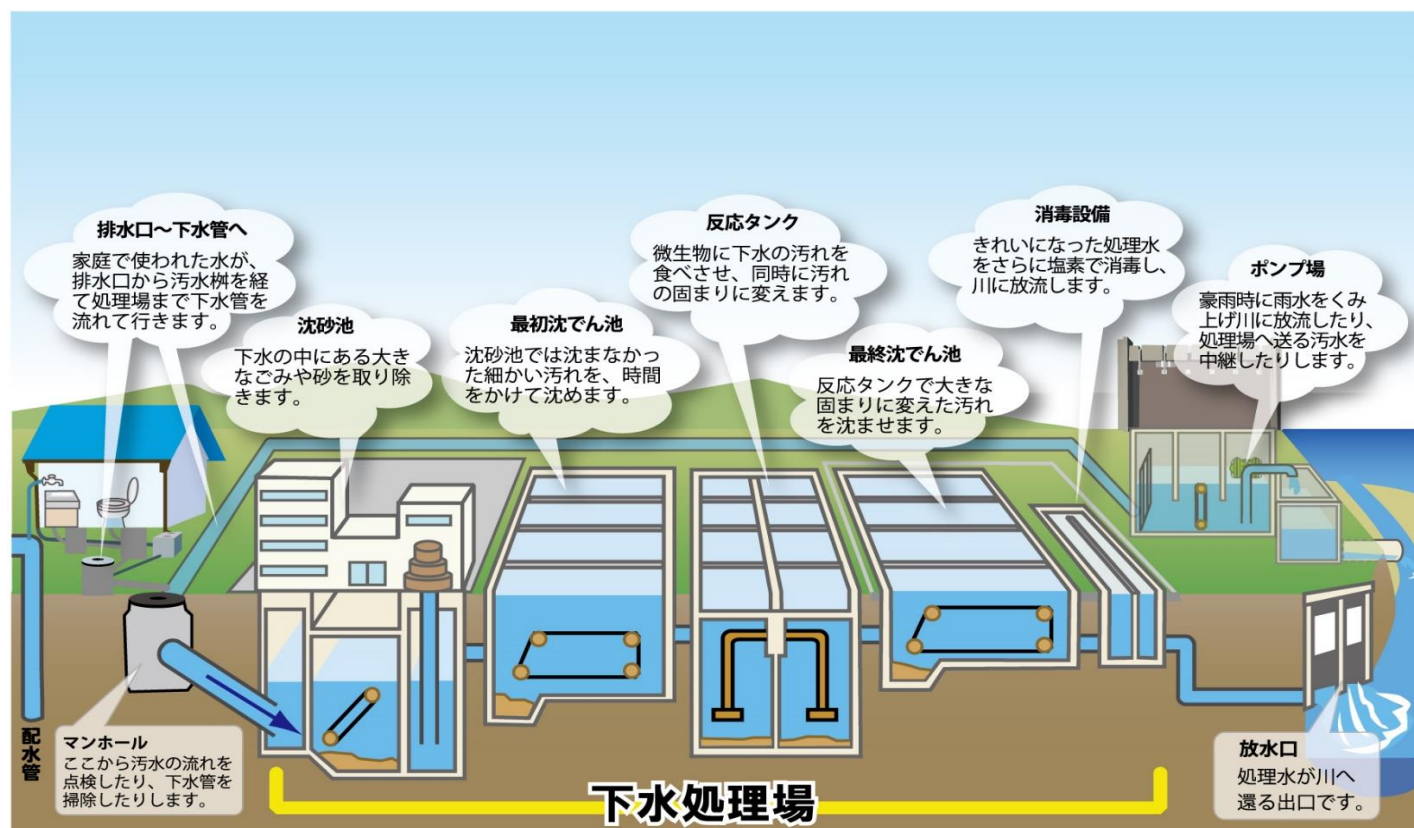 排水口〜下水管へ
家庭で使われた水が、
排水口から汚水桝を経
て処理場まで下水管を
流れて行きます。
沈砂池
下水の中にある大き
なごみや砂を取り除
きます。
最初沈でん池
沈砂池では沈まなかっ
た細かい汚れを、時間
をかけて沈めます。
反応タンク
微生物に下水の汚れを
食べさせ、同時に汚れ
の固まりに変えます。
最終沈でん池
反応タンクで大きな
固まりに変えた汚れ
を沈ませます。
消毒設備
きれいになった処理水
をさらに塩素で消毒し、
川に放流します。
ポンプ場
豪雨時に雨水をくみ
上げ川に放流したり、
処理場へ送る汚水を
中継したりします。
配水管
マンホール
ここから汚水の流れを
点検したり、下水管を
掃除したりします。
下水処理場
放水口
処理水が川へ
還る出口です。